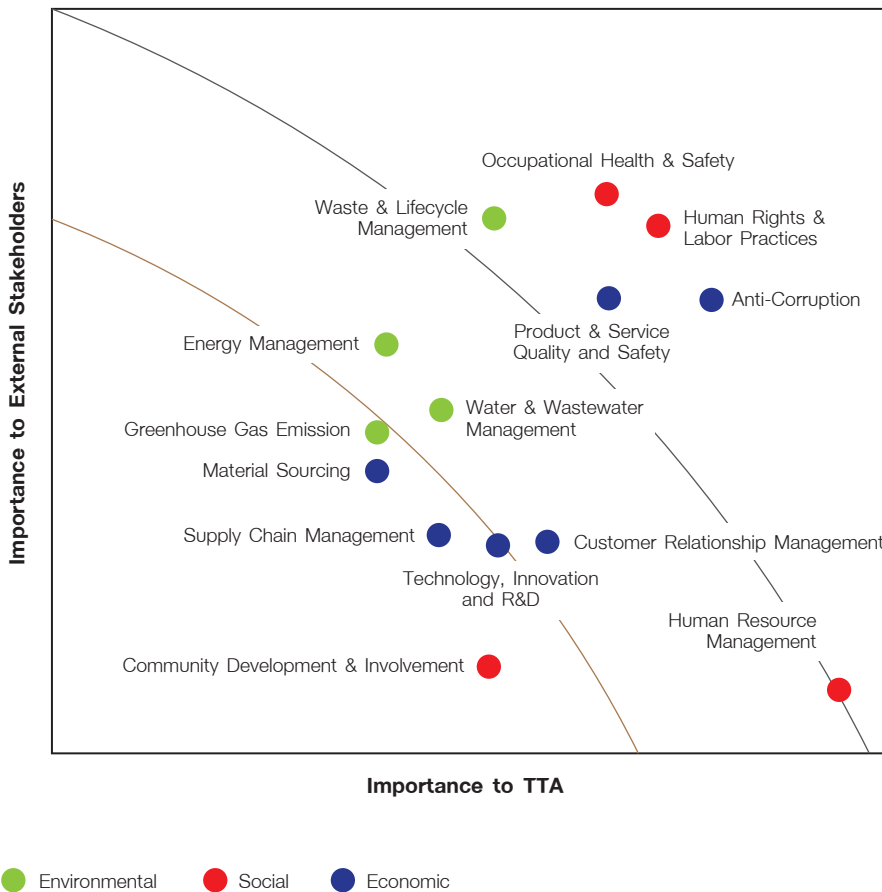 Importance to External Stakeholders
Occupational Health & Safety
Waste & Lifecycle
Management
Human Rights &
Labor Practices
Anti-Corruption
Product & Service
Quality and Safety
Energy Management
Water & Wastewater
Management
Greenhouse Gas Emission
Material Sourcing
Supply Chain Management
Customer Relationship Management
Technology, Innovation
and R&D
Human Resource
Management
Community Development & Involvement
Importance to TTA
Environmental
Social
Economic